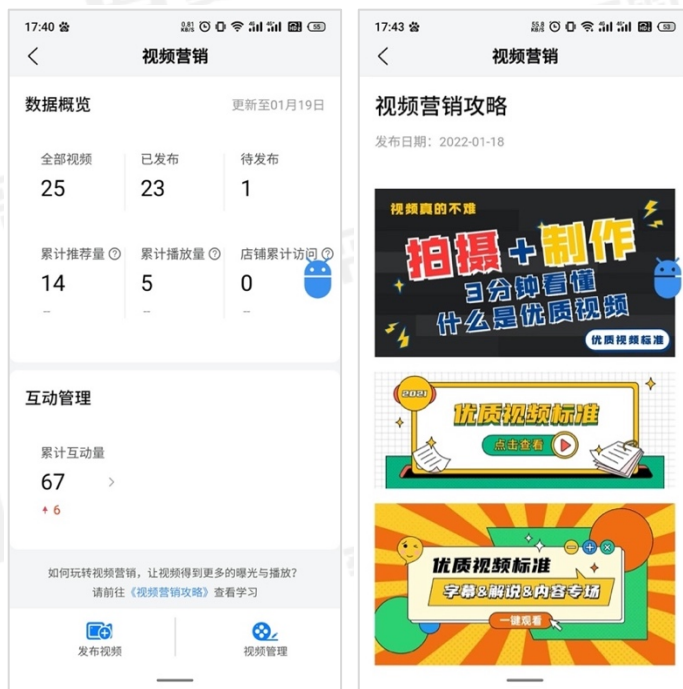 17:40
0.81 KB/S
55
视频营销
数据概览
更新至01月19日
全部视频
已发布
待发布
25
23
1
累计推荐量
累计播放量
店铺累计访问
14
5
0
--
--
--
互动管理
累计互动量
67
6
如何玩转视频营销，让视频得到更多的曝光与播放?
请前往《视频营销攻略》查看学习
发布视频
视频管理
17:43
55.8 KB/S
53
视频营销
视频营销攻略
发布日期：2022-01-18
视频真的不难
拍摄+制作
3分钟看懂
什么是优质视频
优质视频标准
2021
优质视频标准
点击查看
优质视频标准
字幕&解说&内容专场
一键观看